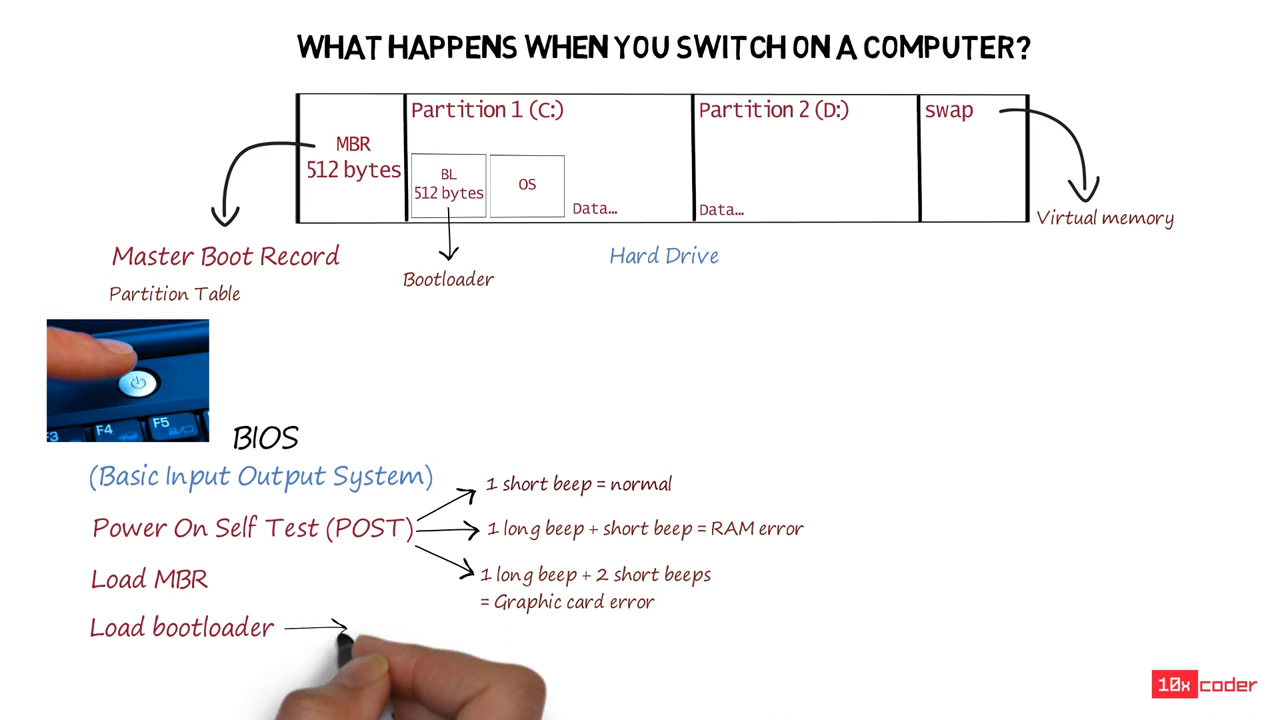 WHAT HAPPENS WHEN YOU SWITCH ON A COMPUTER?
MBR
512 bytes
Partition 1 (C:)
BL
512 bytes
OS
Data...
Partition 2 (D:)
Data...
swap
Virtual memory
Master Boot Record
Partition Table
Bootloader
Hard Drive
F3
F4
F5
BIOS
(Basic Input Output System)
Power On Self Test (POST)
1 short beep = normal
1 long beep + short beep = RAM error
1 long beep + 2 short beeps
= Graphic card error
Load MBR
Load bootloader
10x coder